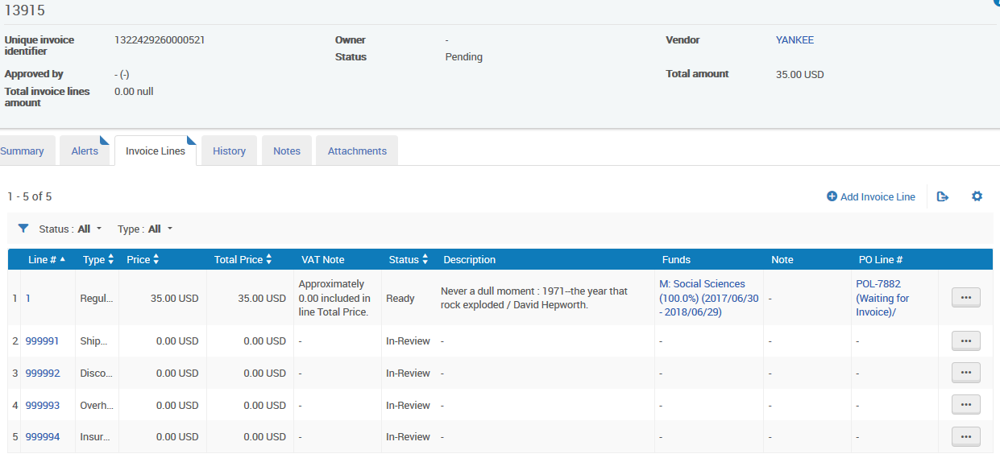 13915
Unique invoice identifier 1322429260000521 Owner - Vendor YANKEE
Status Pending
Approved by - (-) Total amount 35.00 USD
Total invoice lines amount 0.00 null
Summary Alerts Invoice Lines History Notes Attachments
1 - 5 of 5 Add Invoice Line
Status : All Type : All
Line # Type Price Total Price VAT Note Status Description Funds Note PO Line #
1 1 Regul... 35.00 USD 35.00 USD Approximately 0.00 included in line Total Price. Ready Never a dull moment : 1971--the year that rock exploded / David Hepworth. M: Social Sciences (100.0%) (2017/06/30 - 2018/06/29) - POL-7882 (Waiting for Invoice)/
2 999991 Ship... 0.00 USD 0.00 USD - In-Review - - - -
3 999992 Disco... 0.00 USD 0.00 USD - In-Review - - - -
4 999993 Overh... 0.00 USD 0.00 USD - In-Review - - - -
5 999994 Insur... 0.00 USD 0.00 USD - In-Review - - - -